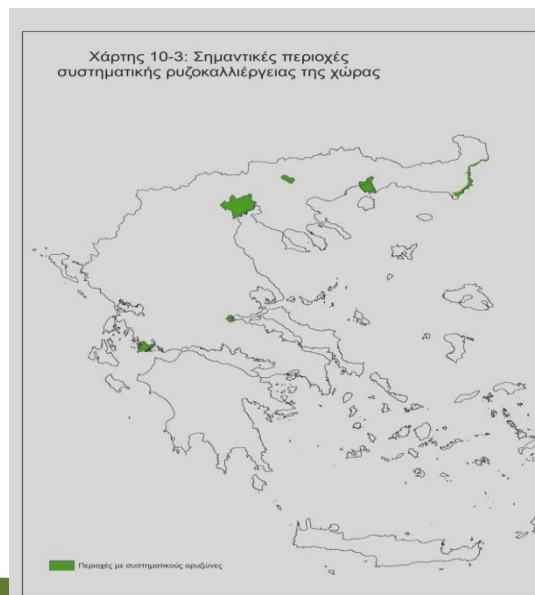 Χάρτης 10-3: Σημαντικές περιοχές
συστηματικής ρυζοκαλλιέργειας της χώρας
Περιοχές με συστηματικούς ορυζώνες